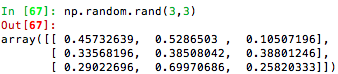 In [67]: np.random.rand(3,3)
Out[67]:
array([[ 0.45732639,  0.5286503 ,  0.10507196],
       [ 0.33568196,  0.38508042,  0.38801246],
       [ 0.29022696,  0.69970686,  0.25820333]])